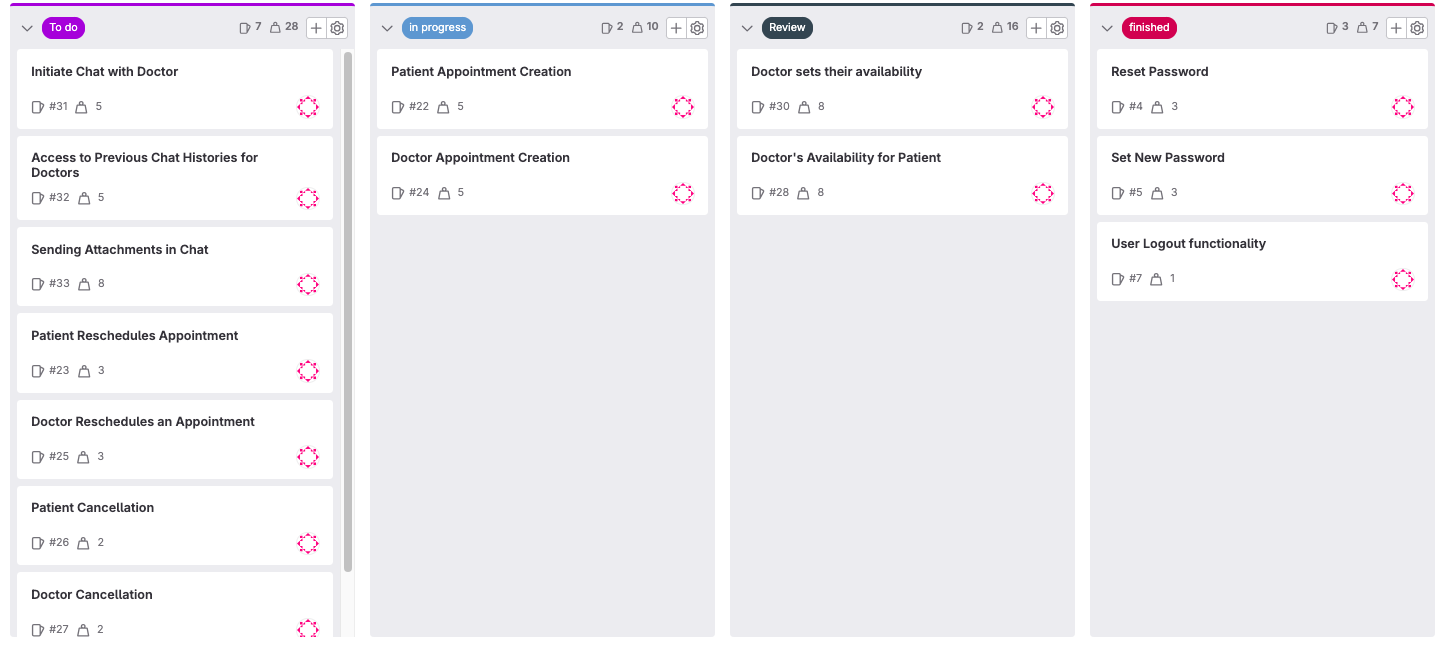 To do 7 28
Initiate Chat with Doctor
#31 5
Access to Previous Chat Histories for
Doctors
#32 5
Sending Attachments in Chat
#33 8
Patient Reschedules Appointment
#23 3
Doctor Reschedules an Appointment
#25 3
Patient Cancellation
#26 2
Doctor Cancellation
#27 2
in progress 2 10
Patient Appointment Creation
#22 5
Doctor Appointment Creation
#24 5
Review 2 16
Doctor sets their availability
#30 8
Doctor's Availability for Patient
#28 8
finished 3 7
Reset Password
#4 3
Set New Password
#5 3
User Logout functionality
#7 1